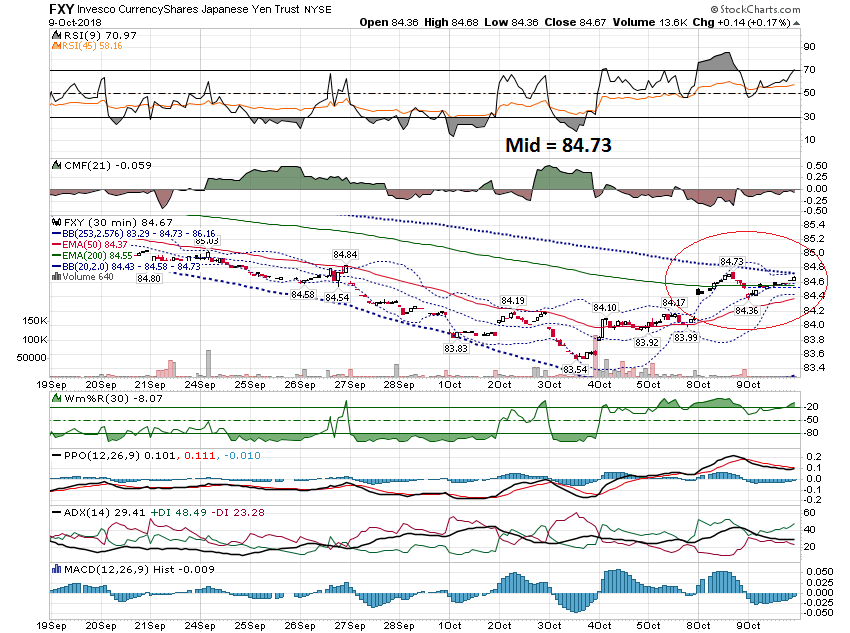 FXY Invesco CurrencyShares Japanese Yen Trust NYSE
© StockCharts.com
9-Oct-2018
Open 84.36 High 84.68 Low 84.36 Close 84.67 Volume 13.6K Chg +0.14 (+0.17%)
RSI(9) 70.97
RSI(45) 58.16
90
70
50
30
10
Mid = 84.73
CMF(21) -0.059
0.50
0.25
0.00
-0.25
-0.50
FXY (30 min) 84.67
BB(253,2.576) 83.29 - 84.73 - 86.16
EMA(50) 84.37
EMA(200) 84.55
BB(20,2.0) 84.43 - 84.58 - 84.73
Volume 640
85.03
84.80
84.58
84.54
84.84
83.83
84.19
83.54
84.10
83.92
84.17
83.99
84.73
84.36
85.4
85.2
85.0
84.8
84.6
84.4
84.2
84.0
83.8
83.6
83.4
150K
100K
50000
19Sep 20Sep 21Sep 24Sep 25Sep 26Sep 27Sep 28Sep 1Oct 2Oct 3Oct 4Oct 5Oct 8Oct 9Oct
Wm%R(30) -8.07
-20
-50
-80
PPO(12,26,9) 0.101, 0.111, -0.010
0.2
0.1
0.0
-0.1
-0.2
ADX(14) 29.41 +DI 48.49 -DI 23.28
60
40
20
MACD(12,26,9) Hist -0.009
0.050
0.025
0.000
-0.025
-0.050
19Sep 20Sep 21Sep 24Sep 25Sep 26Sep 27Sep 28Sep 1Oct 2Oct 3Oct 4Oct 5Oct 8Oct 9Oct